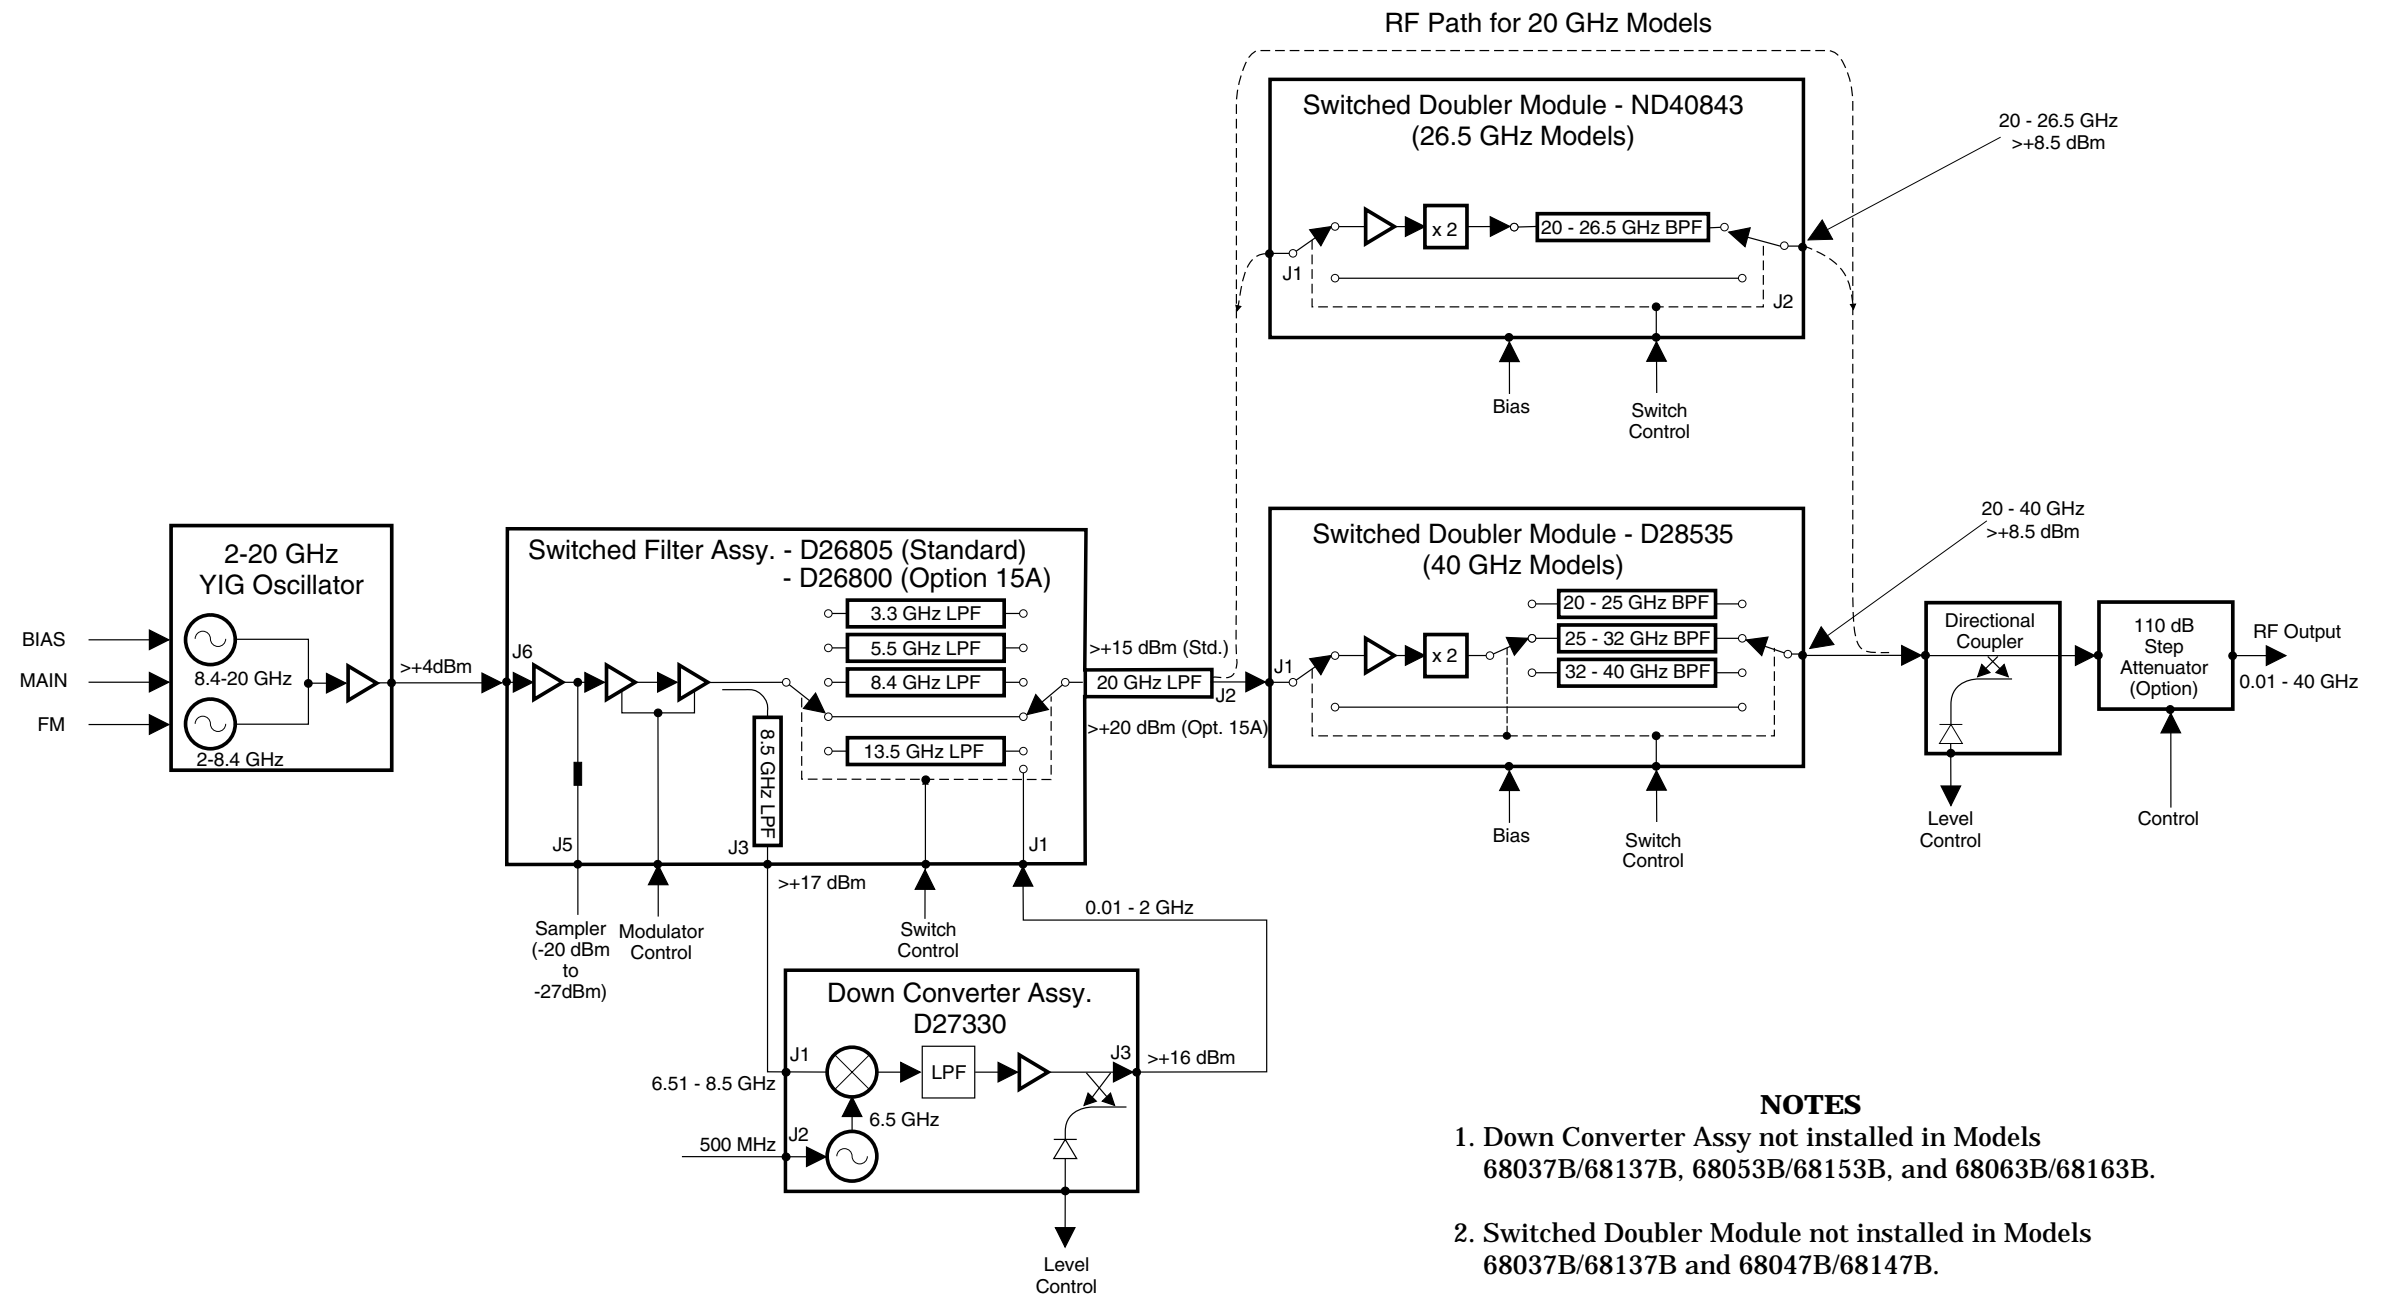 RF Path for 20 GHz Models
Switched Doubler Module - ND40843
(26.5 GHz Models)
20 - 26.5 GHz
>+8.5 dBm
x 2
20 - 26.5 GHz BPF
J1
J2
Bias
Switch
Control
2-20 GHz
YIG Oscillator
BIAS
MAIN
FM
8.4-20 GHz
2-8.4 GHz
>+4dBm
Switched Filter Assy. - D26805 (Standard)
- D26800 (Option 15A)
J6
3.3 GHz LPF
5.5 GHz LPF
8.4 GHz LPF
13.5 GHz LPF
8.5 GHz LPF
J5
J3
J1
>+15 dBm (Std.)
20 GHz LPF
J2
>+20 dBm (Opt. 15A)
Sampler
(-20 dBm
to
-27dBm)
Modulator
Control
>+17 dBm
Switch
Control
0.01 - 2 GHz
Switched Doubler Module - D28535
(40 GHz Models)
J1
x 2
20 - 25 GHz BPF
25 - 32 GHz BPF
32 - 40 GHz BPF
Bias
Switch
Control
20 - 40 GHz
>+8.5 dBm
Directional
Coupler
Level
Control
110 dB
Step
Attenuator
(Option)
Control
RF Output
0.01 - 40 GHz
Down Converter Assy.
D27330
J1
6.51 - 8.5 GHz
LPF
J3
>+16 dBm
6.5 GHz
500 MHz
J2
Level
Control
NOTES
1. Down Converter Assy not installed in Models
68037B/68137B, 68053B/68153B, and 68063B/68163B.
2. Switched Doubler Module not installed in Models
68037B/68137B and 68047B/68147B.